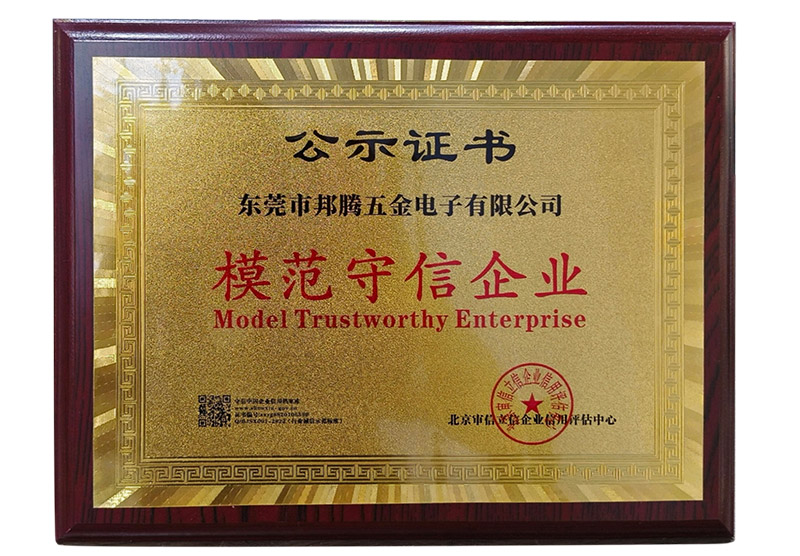 公示证书
东莞市邦腾五金电子有限公司
模范守信企业
Model Trustworthy Enterprise
北京审信立信企业信用评估中心